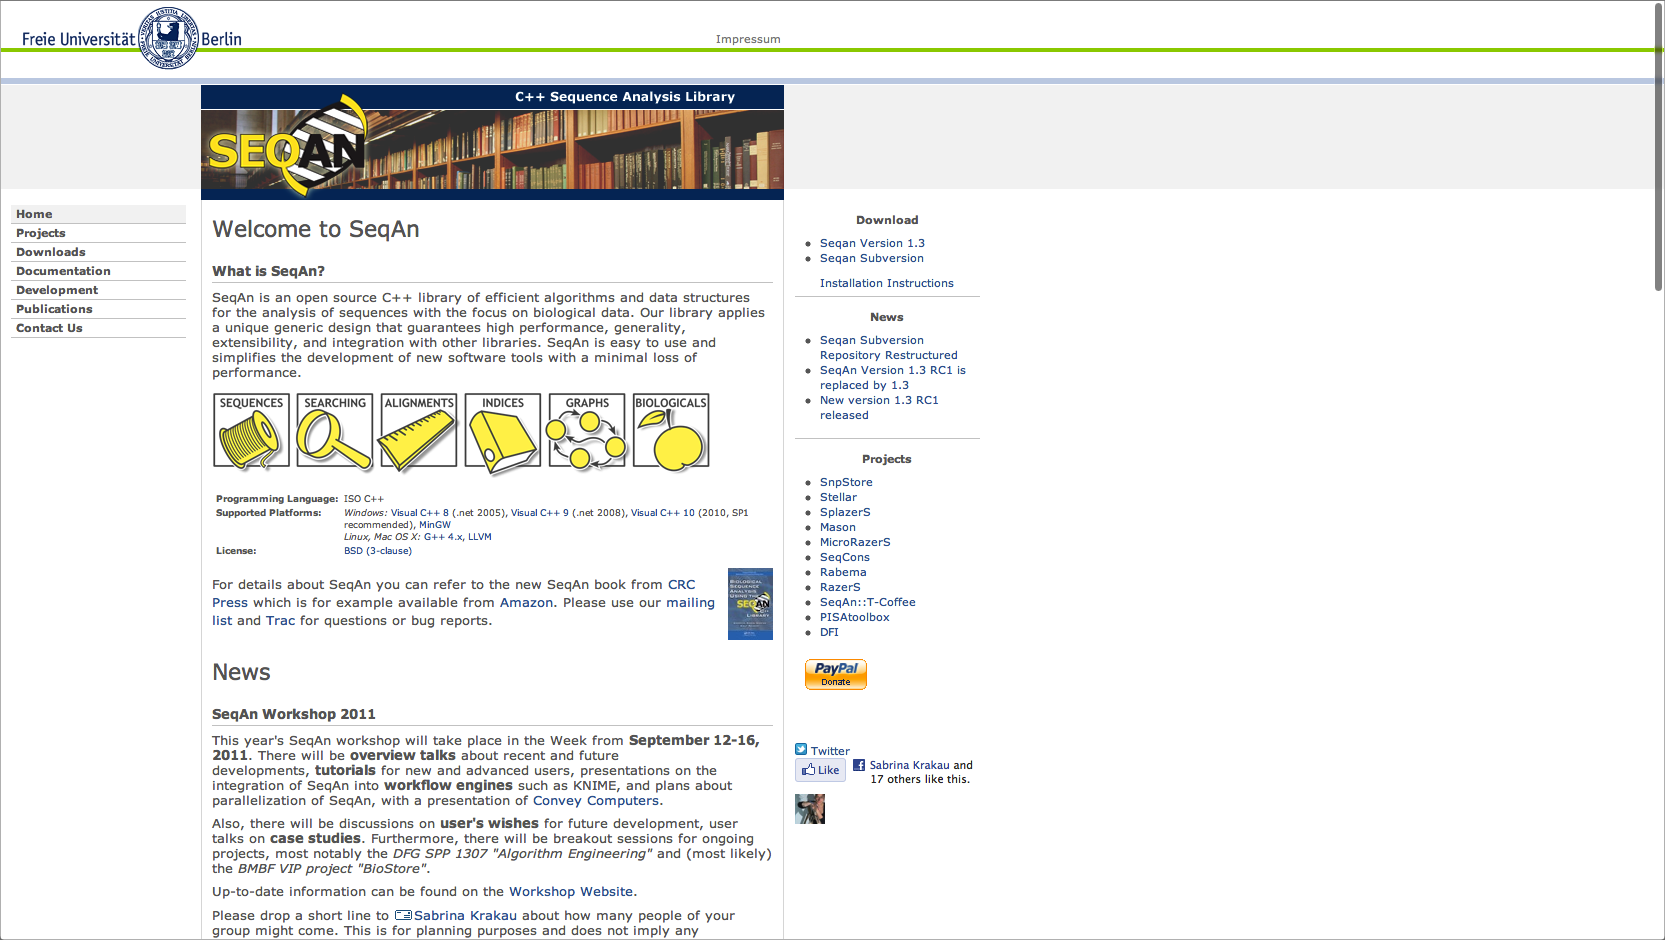 Freie Universität Berlin
Impressum
C++ Sequence Analysis Library
SEQAN
Home
Projects
Downloads
Documentation
Development
Publications
Contact Us
Welcome to SeqAn
What is SeqAn?
SeqAn is an open source C++ library of efficient algorithms and data structures
for the analysis of sequences with the focus on biological data. Our library applies
a unique generic design that guarantees high performance, generality,
extensibility, and integration with other libraries. SeqAn is easy to use and
simplifies the development of new software tools with a minimal loss of
performance.
SEQUENCES SEARCHING ALIGNMENTS INDICES GRAPHS BIOLOGICALS
Programming Language: ISO C++
Supported Platforms: Windows: Visual C++ 8 (.net 2005), Visual C++ 9 (.net 2008), Visual C++ 10 (2010, SP1
recommended), MinGW
Linux, Mac OS X: G++ 4.x, LLVM
License: BSD (3-clause)
For details about SeqAn you can refer to the new SeqAn book from CRC
Press which is for example available from Amazon. Please use our mailing
list and Trac for questions or bug reports.
BIOLOGICAL
SEQUENCE
ANALYSIS
USING THE
SEQAN
LIBRARY
News
SeqAn Workshop 2011
This year's SeqAn workshop will take place in the Week from September 12-16,
2011. There will be overview talks about recent and future
developments, tutorials for new and advanced users, presentations on the
integration of SeqAn into workflow engines such as KNIME, and plans about
parallelization of SeqAn, with a presentation of Convey Computers.
Also, there will be discussions on user's wishes for future development, user
talks on case studies. Furthermore, there will be breakout sessions for ongoing
projects, most notably the DFG SPP 1307 "Algorithm Engineering" and (most likely)
the BMBF VIP project "BioStore".
Up-to-date information can be found on the Workshop Website.
Please drop a short line to Sabrina Krakau about how many people of your
group might come. This is for planning purposes and does not imply any
Download
Seqan Version 1.3
Seqan Subversion
Installation Instructions
News
Seqan Subversion
Repository Restructured
SeqAn Version 1.3 RC1 is
replaced by 1.3
New version 1.3 RC1
released
Projects
SnpStore
Stellar
SplazerS
Mason
MicroRazerS
SeqCons
Rabema
RazerS
SeqAn::T-Coffee
PISAtoolbox
DFI
PayPal
Donate
Twitter
Like
Sabrina Krakau and
17 others like this.